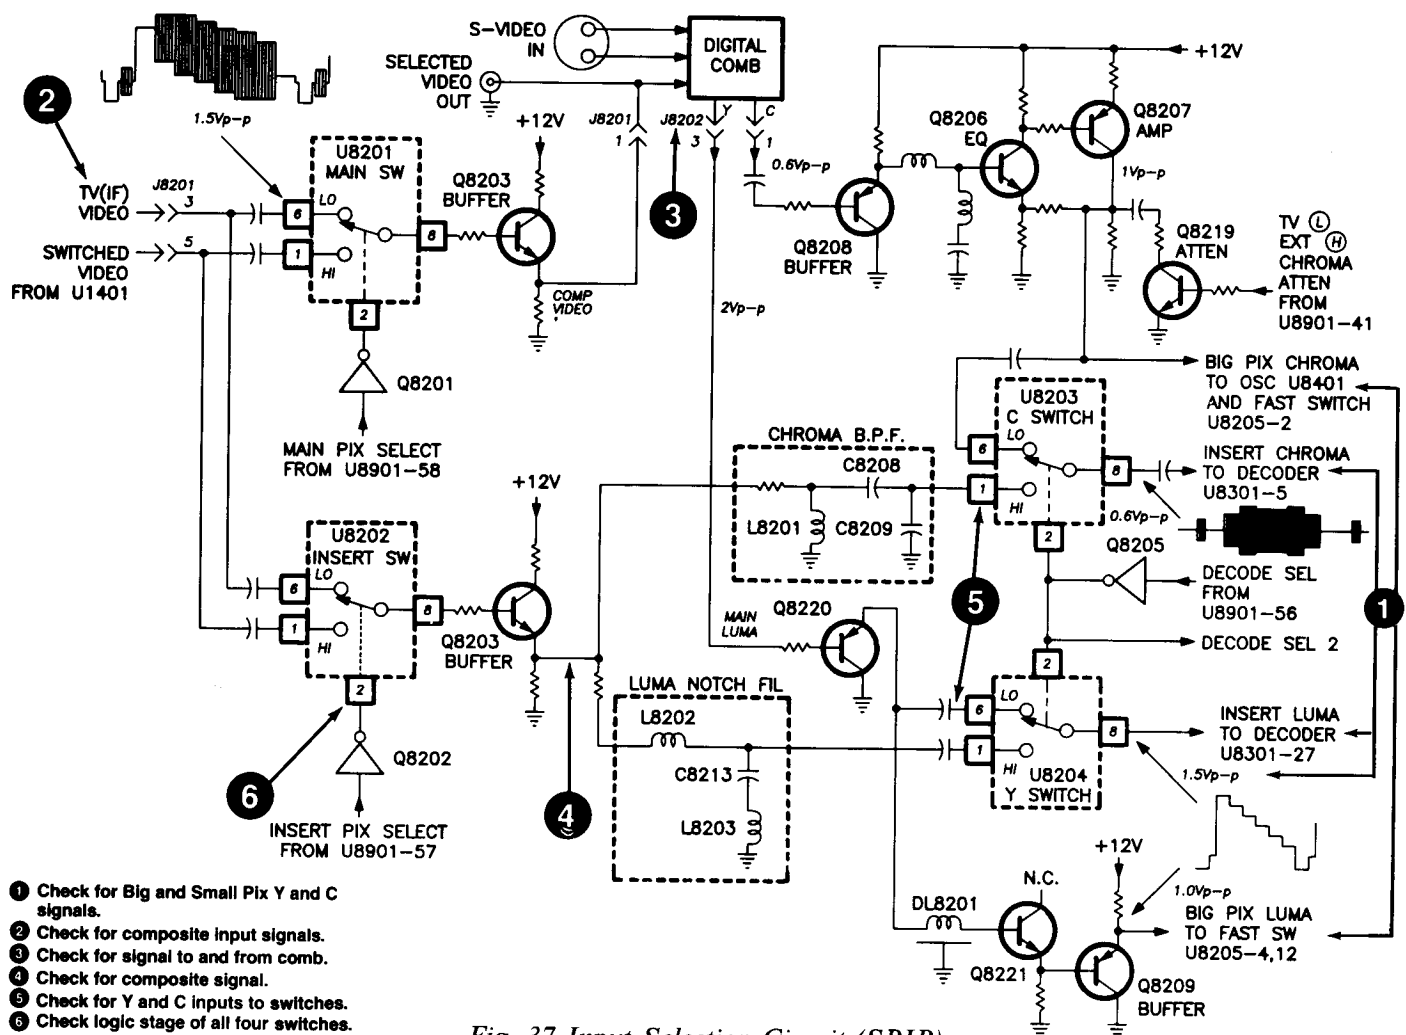 S-VIDEO
IN
DIGITAL
COMB
SELECTED
VIDEO
OUT
+12V
2
1.5Vp-p
+12V
J8201
1
J8202
3
Y
C
1
0.6Vp-p
Q8206
EQ
Q8207
AMP
1Vp-p
U8201
MAIN SW
Q8203
BUFFER
TV(IF)
VIDEO
J8201
3
6
LO
8
3
Q8208
BUFFER
Q8219
ATTEN
TV L
EXT H
CHROMA
ATTEN
FROM
U8901-41
SWITCHED
VIDEO
FROM U1401
5
1
HI
COMP
VIDEO
2Vp-p
2
Q8201
MAIN PIX SELECT
FROM U8901-58
BIG PIX CHROMA
TO OSC U8401
AND FAST SWITCH
U8205-2
U8203
C SWITCH
LO
6
8
1
HI
2
INSERT CHROMA
TO DECODER
U8301-5
0.6Vp-p
CHROMA B.P.F.
C8208
L8201
C8209
+12V
U8202
INSERT SW
LO
6
8
1
HI
2
Q8203
BUFFER
Q8205
DECODE SEL
FROM
U8901-56
1
DECODE SEL 2
5
Q8220
MAIN
LUMA
2
LO
6
8
1
HI
U8204
Y SWITCH
INSERT LUMA
TO DECODER
U8301-27
1.5Vp-p
LUMA NOTCH FIL
L8202
C8213
L8203
Q8202
6
4
INSERT PIX SELECT
FROM U8901-57
+12V
1.0Vp-p
N.C.
DL8201
Q8221
Q8209
BUFFER
BIG PIX LUMA
TO FAST SW
U8205-4,12
1 Check for Big and Small Pix Y and C
signals.
2 Check for composite input signals.
3 Check for signal to and from comb.
4 Check for composite signal.
5 Check for Y and C inputs to switches.
6 Check logic stage of all four switches.
Fig. 37 Input Selection Circuit (SPIP)